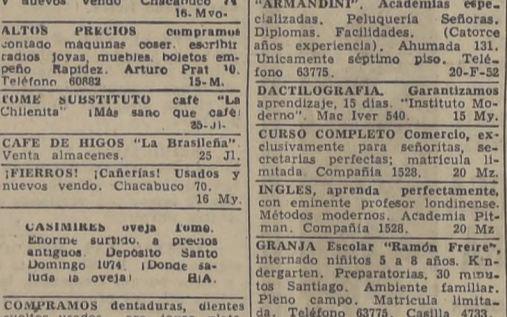 y nuevos. Vendo Chacabuco 70
16. Myo.
ALTOS PRECIOS compramos
contado máquinas coser, escribir
radios joyas, muebles, boletos em-
peño Rapidez. Arturo Prat 10.
Teléfono 60882 15-M.
TOME SUBSTITUTO café "La
Chilenita" ¡Más sano que café!
25-Jl.
CAFE DE HIGOS "La Brasileña".
Venta almacenes. 25 Jl.
¡FIERROS! ¡Cañerías! Usados y
nuevos vendo. Chacabuco 70.
16 My.
CASIMIRES oveja Tomé.
Enorme surtido, a precios
antiguos. Depósito Santo
Domingo 1074. ¡Donde sa-
luda la oveja!
COMPRAMOS dentaduras, dientes
"ARMANDINI". Academias espe-
cializadas. Peluquería Señoras.
Diplomas. Facilidades. (Catorce
años experiencia). Ahumada 131.
Unicamente séptimo piso. Telé-
fono 63775. 20-F-52
DACTILOGRAFIA. Garantizamos
aprendizaje, 15 días. "Instituto Mo-
derno". Mac Iver 540. 15 My.
CURSO COMPLETO Comercio, ex-
clusivamente para señoritas, se-
cretarias perfectas; matrícula li-
mitada Compañía 1528. 20 Mz.
INGLES, aprenda perfectamente,
con eminente profesor londinense.
Métodos modernos. Academia Pit-
man. Compañía 1528. 20 Mz
GRANJA Escolar "Ramón Freire",
internado niñitos 5 a 8 años. Kin-
dergarten. Preparatorias, 30 minu-
tos Santiago. Ambiente familiar.
Pleno campo. Matrícula limita-
da. Teléfono 63775. Casilla 4733.